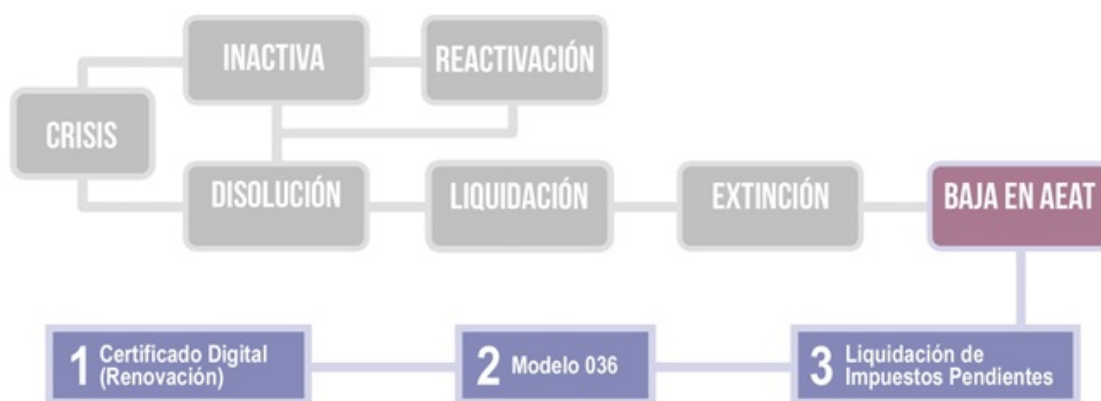 INACTIVA
REACTIVACIÓN
CRISIS
DISOLUCIÓN
LIQUIDACIÓN
EXTINCIÓN
BAJA EN AEAT
1 Certificado Digital
(Renovación)
2 Modelo 036
3 Liquidación de
Impuestos Pendientes